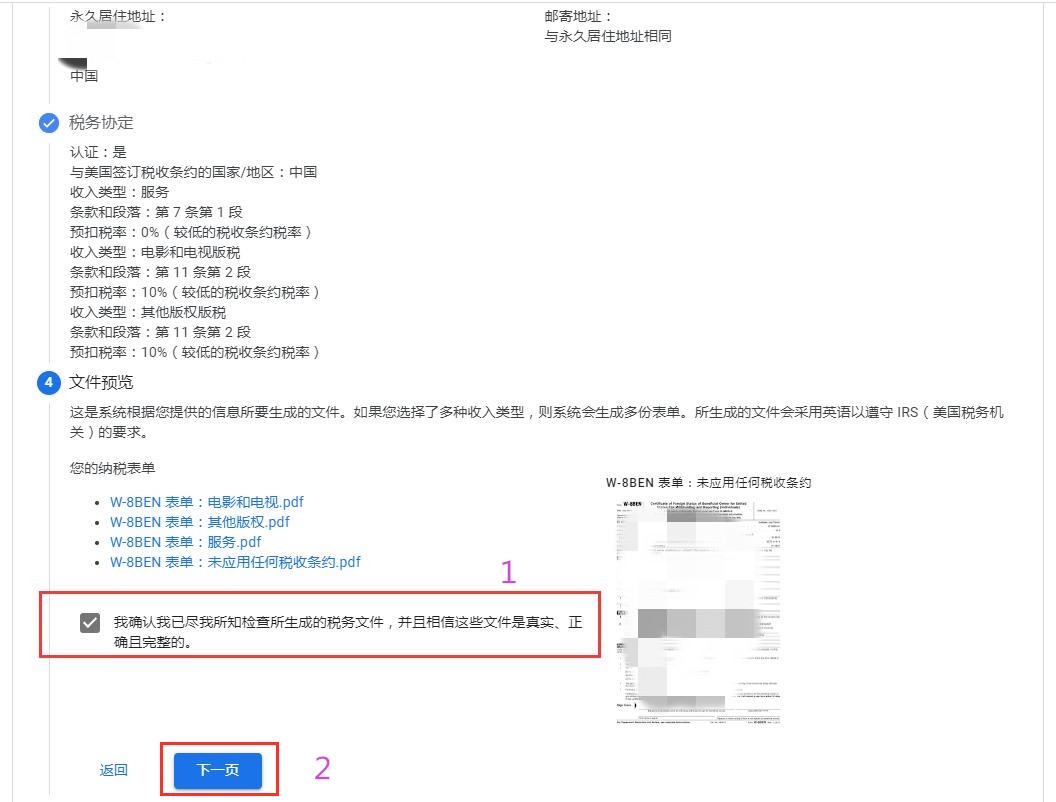 永久居住地址：
邮寄地址：
与永久居住地址相同
中国
税务协定
认证：是
与美国签订税收条约的国家/地区：中国
收入类型：服务
条款和段落：第 7 条第 1 段
预扣税率：0%（较低的税收条约税率）
收入类型：电影和电视版税
条款和段落：第 11 条第 2 段
预扣税率：10%（较低的税收条约税率）
收入类型：其他版权版税
条款和段落：第 11 条第 2 段
预扣税率：10%（较低的税收条约税率）
4 文件预览
这是系统根据您提供的信息所要生成的文件。如果您选择了多种收入类型，则系统会生成多份表单。所生成的文件会采用英语以遵守 IRS（美国税务机
关）的要求。
您的纳税表单
W-8BEN 表单：电影和电视.pdf
W-8BEN 表单：其他版权.pdf
W-8BEN 表单：服务.pdf
W-8BEN 表单：未应用任何税收条约.pdf
W-8BEN 表单：未应用任何税收条约
W-8BEN
Certificate of Foreign Status of Beneficial Owner for United
States Tax Withholding and Reporting (Individuals)
1
我确认我已尽我所知检查所生成的税务文件，并且相信这些文件是真实、正
确且完整的。
返回
下一页
2